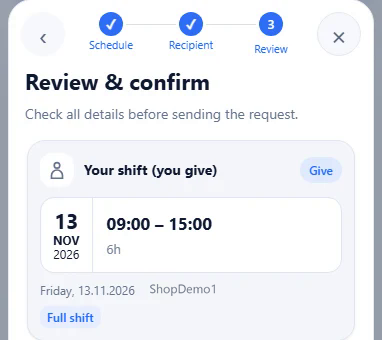 3
Schedule
Recipient
Review
Review & confirm
Check all details before sending the request.
Your shift (you give)
Give
13
NOV
2026
09:00 – 15:00
6h
Friday, 13.11.2026
ShopDemo1
Full shift